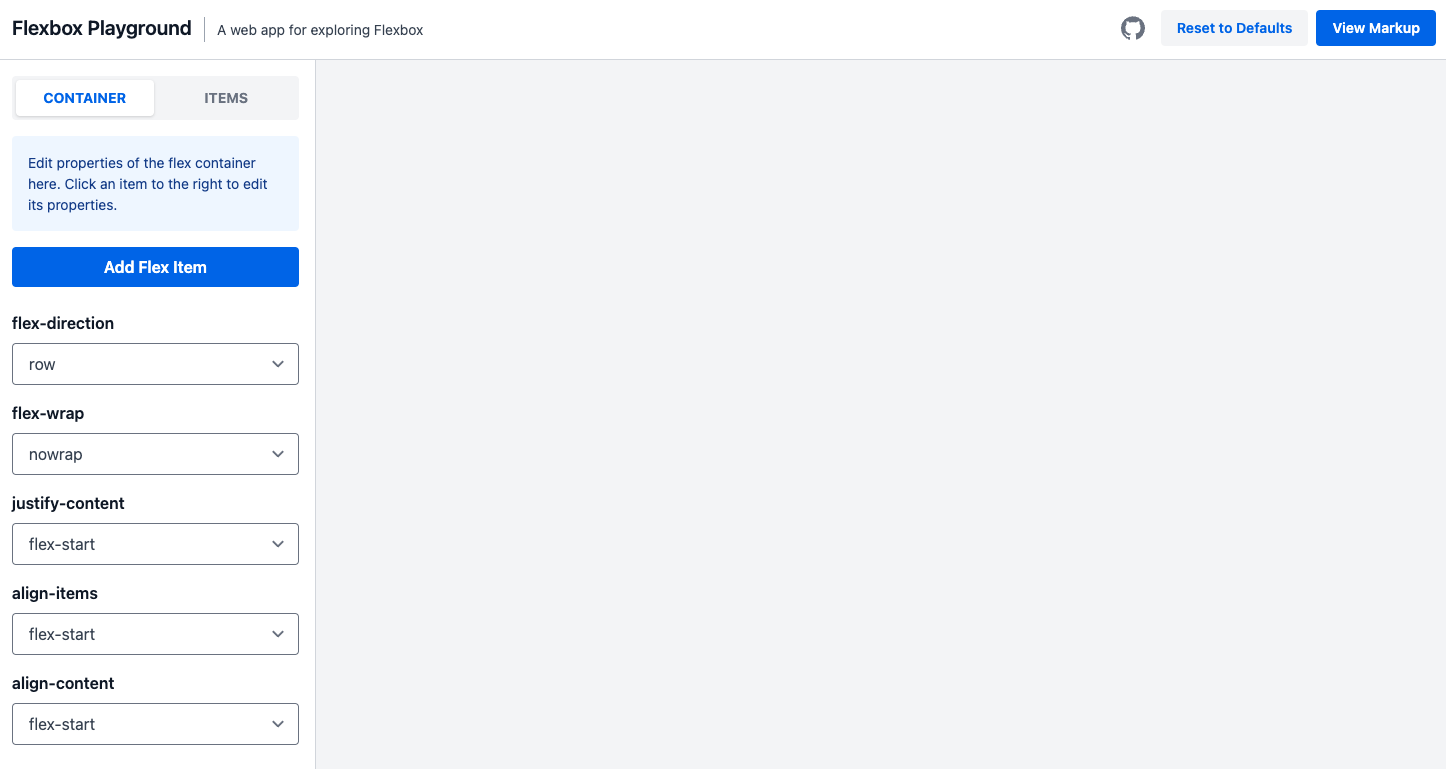 Flexbox Playground
A web app for exploring Flexbox
Reset to Defaults
View Markup
CONTAINER
ITEMS
Edit properties of the flex container
here. Click an item to the right to edit
its properties.
Add Flex Item
flex-direction
row
flex-wrap
nowrap
justify-content
flex-start
align-items
flex-start
align-content
flex-start